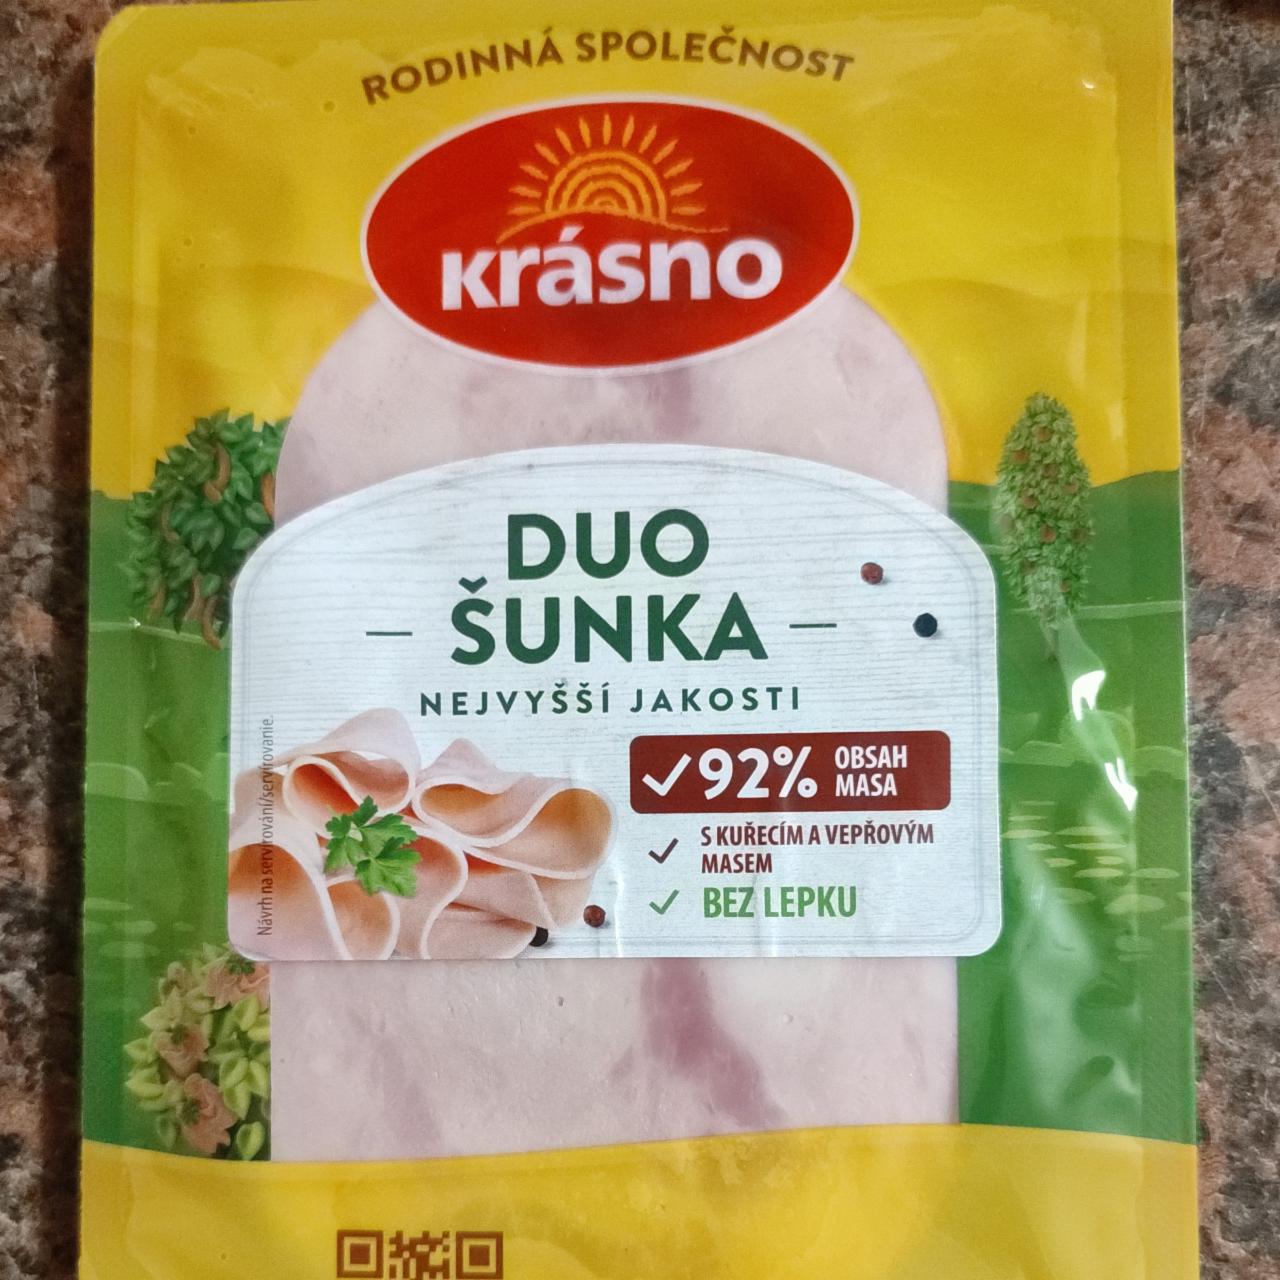 RODINNÁ SPOLEČNOST
krásno
DUO
ŠUNKA
NEJVYŠŠÍ JAKOSTI
92% OBSAH MASA
S KUŘECÍM A VEPŘOVÝM
MASEM
BEZ LEPKU
Návrh na servírování/servírovanie.